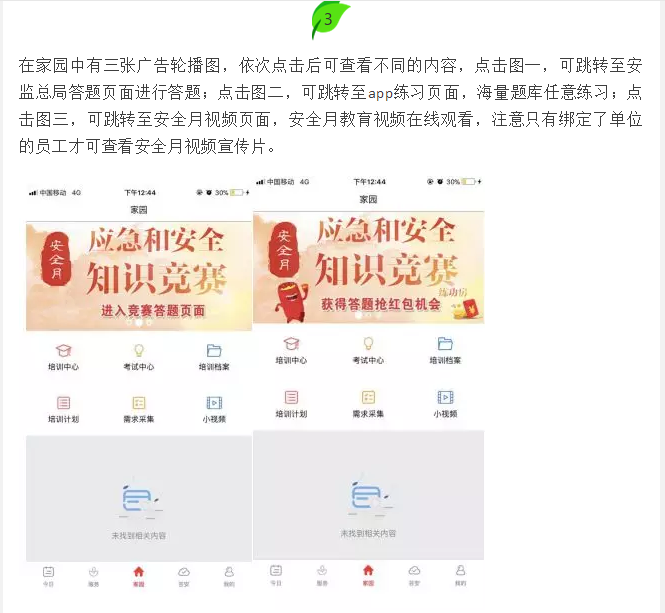 3
在家园中有三张广告轮播图，依次点击后可查看不同的内容，点击图一，可跳转至安
监总局答题页面进行答题；点击图二，可跳转至app练习页面，海量题库任意练习；点
击图三，可跳转至安全月视频页面，安全月教育视频在线观看，注意只有绑定了单位
的员工才可查看安全月视频宣传片。
中国移动 4G 下午12:44 30%
家园
安全月
应急和安全
知识竞赛
进入竞赛答题页面
培训中心 考试中心 培训档案
培训计划 需求采集 小视频
未找到相关内容
今日 服务 家园 我的
中国移动 4G 下午12:44 30%
家园
安全月
应急和安全
知识竞赛
练功房
获得答题抢红包机会
培训中心 考试中心 培训档案
培训计划 需求采集 小视频
未找到相关内容
今日 服务 家园 我的